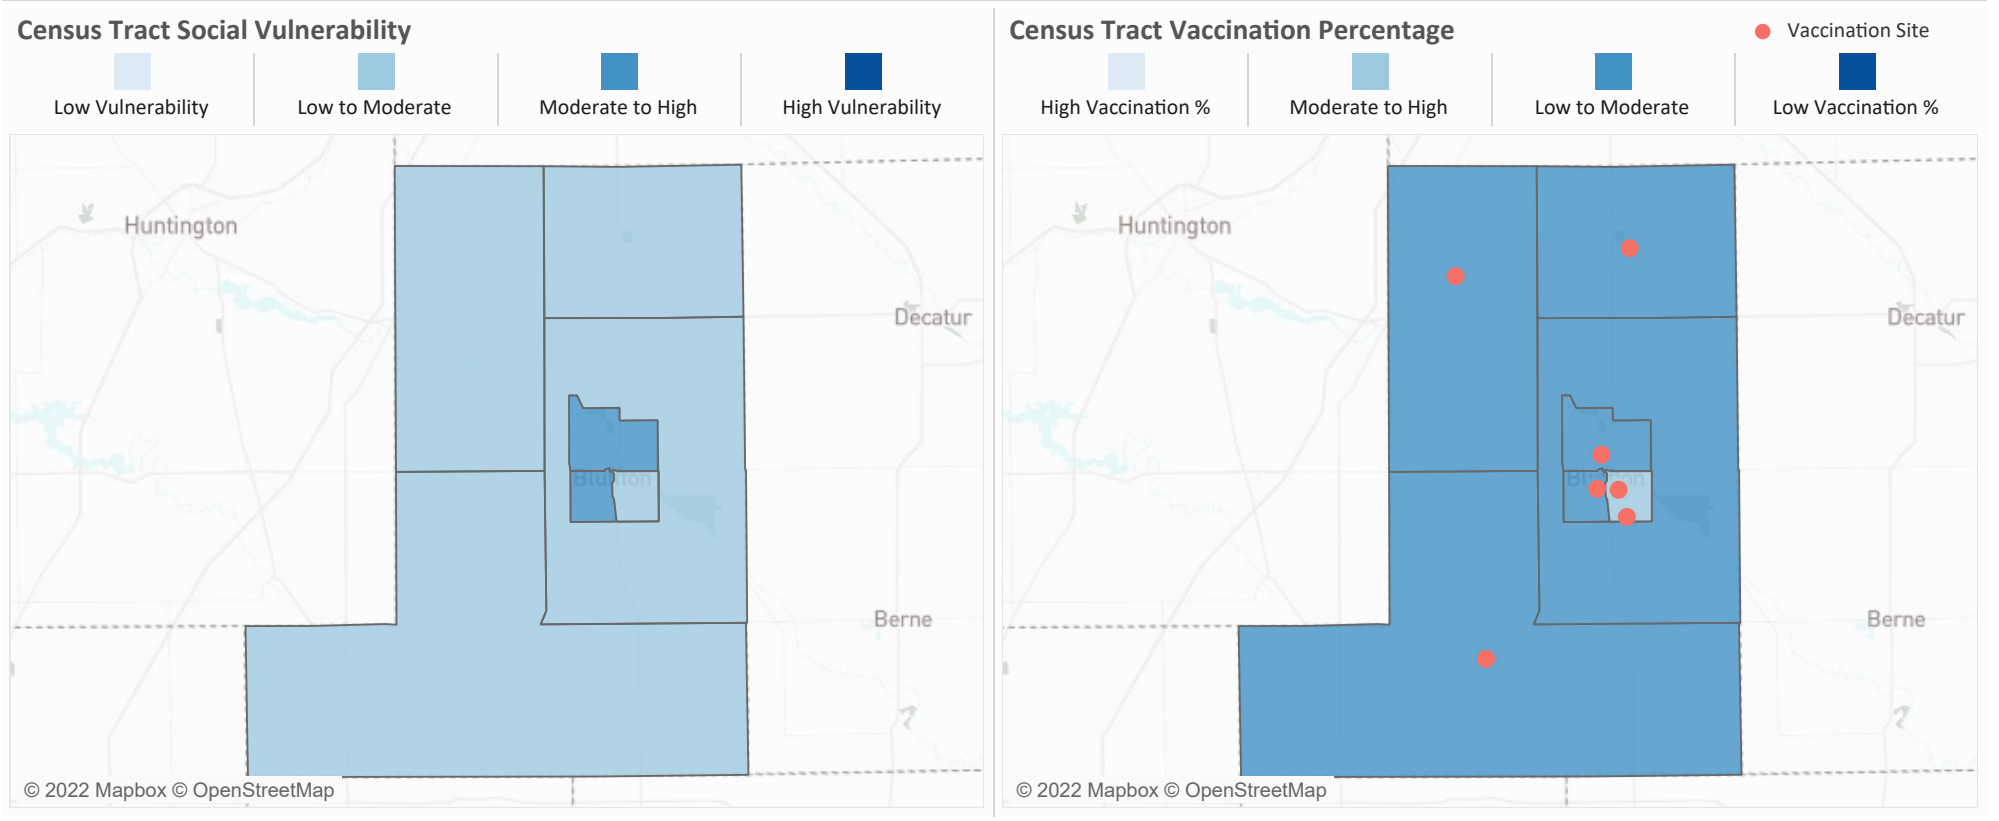 Census Tract Social Vulnerability
Low Vulnerability
Low to Moderate
Moderate to High
High Vulnerability
Huntington
Decatur
Bluffton
Berne
© 2022 Mapbox © OpenStreetMap
Census Tract Vaccination Percentage
Vaccination Site
High Vaccination %
Moderate to High
Low to Moderate
Low Vaccination %
Huntington
Decatur
Berne
© 2022 Mapbox © OpenStreetMap